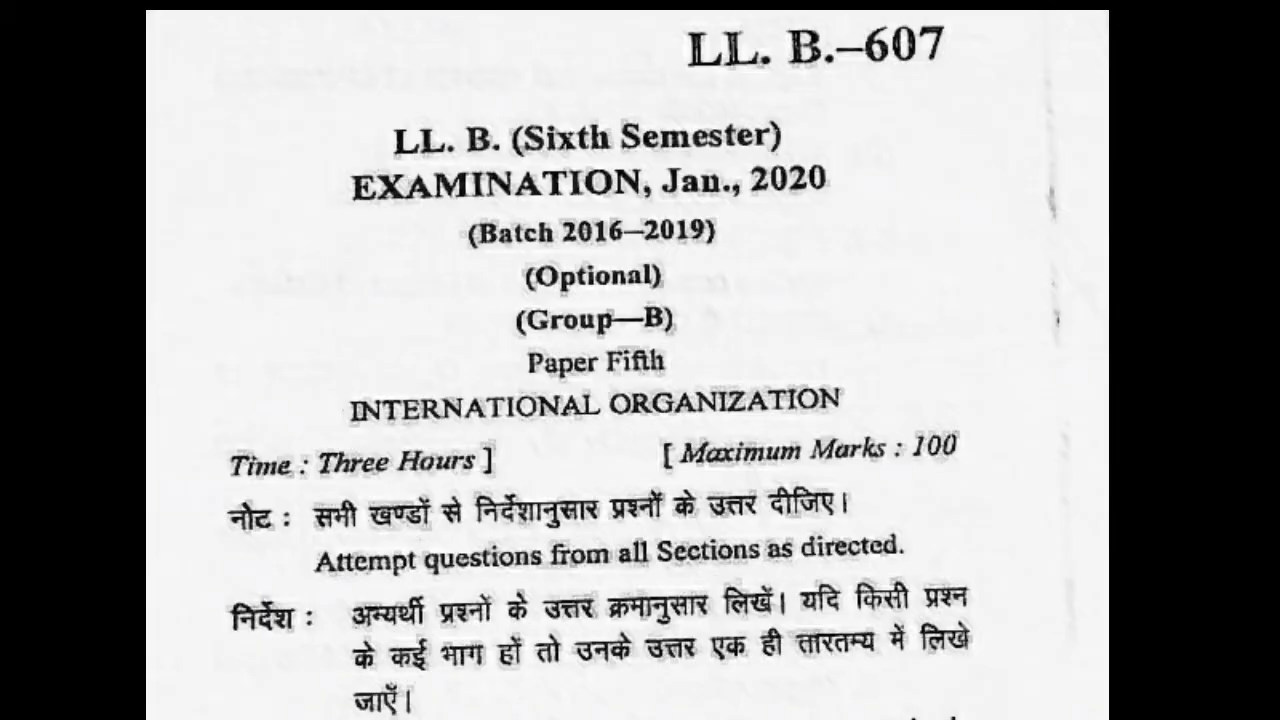 LL. B.–607
LL. B. (Sixth Semester)
EXAMINATION, Jan., 2020
(Batch 2016–2019)
(Optional)
(Group—B)
Paper Fifth
INTERNATIONAL ORGANIZATION
Time : Three Hours ] [ Maximum Marks : 100
नोट : सभी खण्डों से निर्देशानुसार प्रश्नों के उत्तर दीजिए।
Attempt questions from all Sections as directed.
निर्देश : अभ्यर्थी प्रश्नों के उत्तर क्रमानुसार लिखें। यदि किसी प्रश्न
के कई भाग हों तो उनके उत्तर एक ही तारतम्य में लिखे
जाएँ।